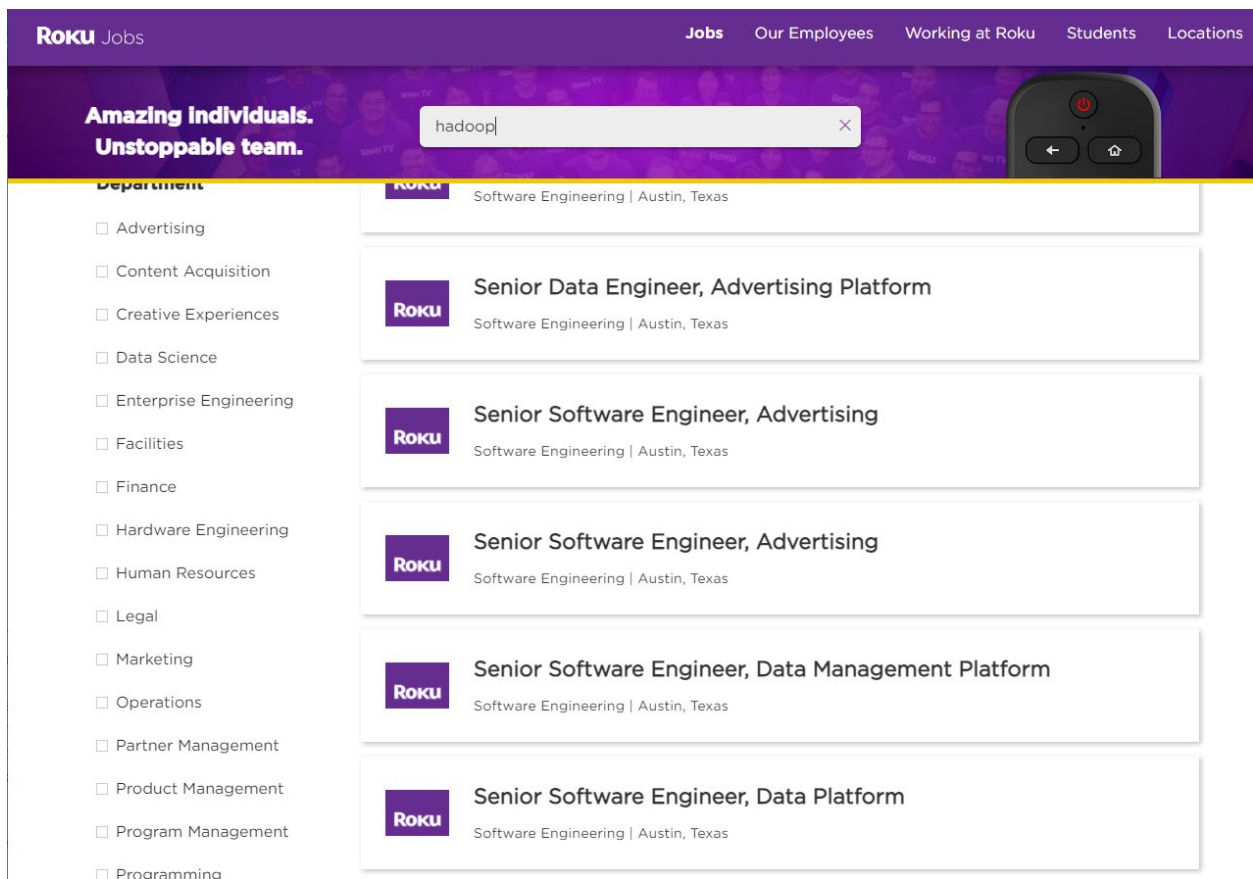 Roku Jobs
Jobs
Our Employees
Working at Roku
Students
Locations
Amazing individuals.
Unstoppable team.
hadoop
Department
Advertising
Content Acquisition
Creative Experiences
Data Science
Enterprise Engineering
Facilities
Finance
Hardware Engineering
Human Resources
Legal
Marketing
Operations
Partner Management
Product Management
Program Management
Programming
Roku
Software Engineering | Austin, Texas
Roku
Senior Data Engineer, Advertising Platform
Software Engineering | Austin, Texas
Roku
Senior Software Engineer, Advertising
Software Engineering | Austin, Texas
Roku
Senior Software Engineer, Advertising
Software Engineering | Austin, Texas
Roku
Senior Software Engineer, Data Management Platform
Software Engineering | Austin, Texas
Roku
Senior Software Engineer, Data Platform
Software Engineering | Austin, Texas